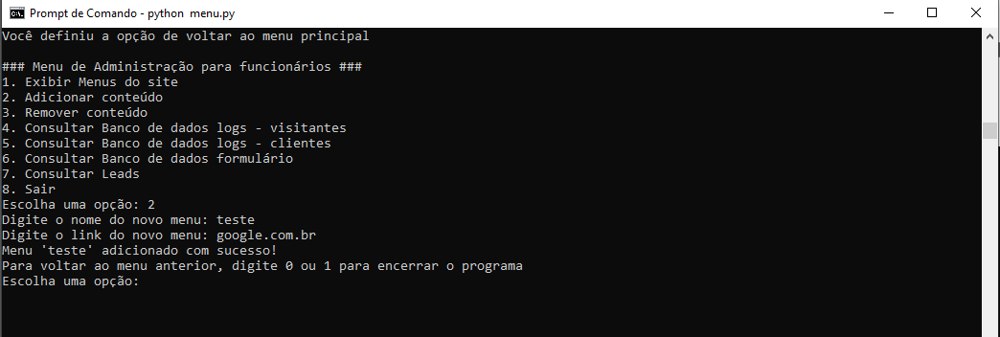 Prompt de Comando - python  menu.py
Você definiu a opção de voltar ao menu principal
### Menu de Administração para funcionários ###
1. Exibir Menus do site
2. Adicionar conteúdo
3. Remover conteúdo
4. Consultar Banco de dados logs - visitantes
5. Consultar Banco de dados logs - clientes
6. Consultar Banco de dados formulário
7. Consultar Leads
8. Sair
Escolha uma opção: 2
Digite o nome do novo menu: teste
Digite o link do novo menu: google.com.br
Menu 'teste' adicionado com sucesso!
Para voltar ao menu anterior, digite 0 ou 1 para encerrar o programa
Escolha uma opção: